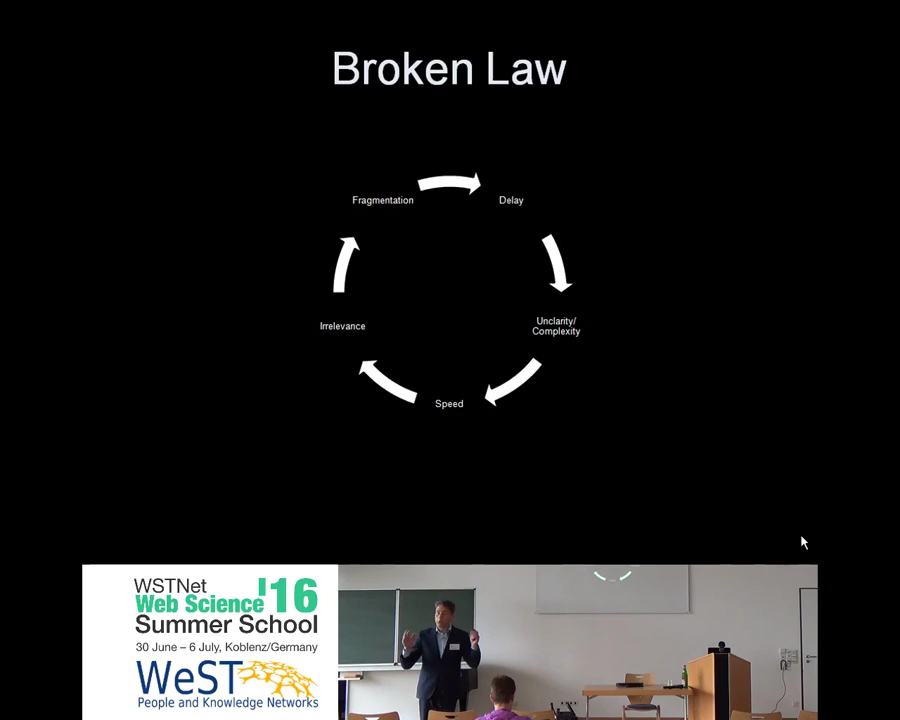 Broken Law
Fragmentation
Delay
Unclarity/
Complexity
Speed
Irrelevance
WSTNet
Web Science '16
Summer School
30 June – 6 July, Koblenz/Germany
WeST
People and Knowledge Networks